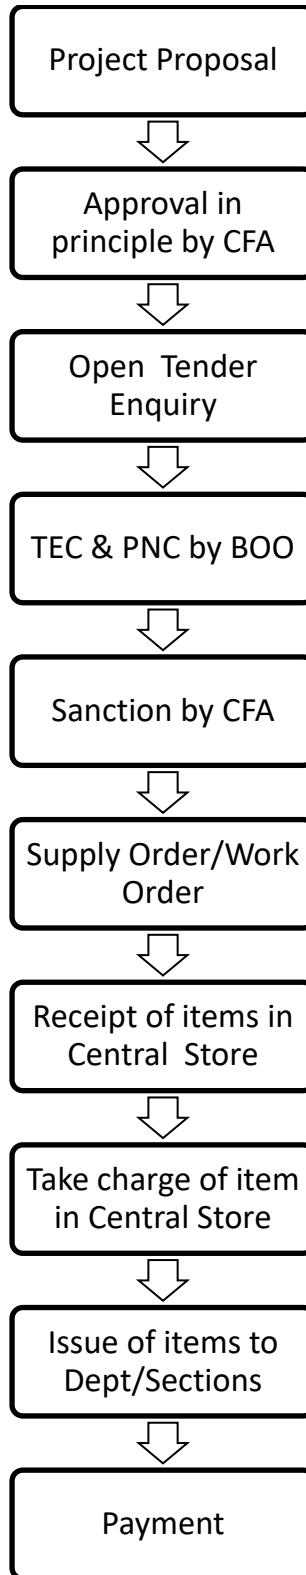 Project Proposal
Approval in
principle by CFA
Open Tender
Enquiry
TEC & PNC by BOO
Sanction by CFA
Supply Order/Work
Order
Receipt of items in
Central Store
Take charge of item
in Central Store
Issue of items to
Dept/Sections
Payment